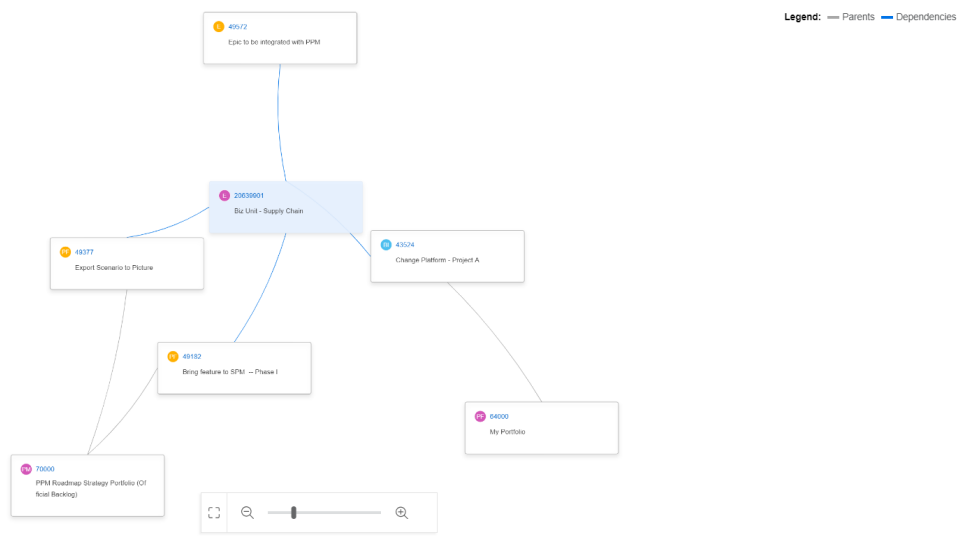 Legend: Parents Dependencies
49572
Epic to be integrated with PPM
20639901
Biz Unit - Supply Chain
43524
Change Platform - Project A
PF 49377
Export Scenario to Picture
49182
Bring feature to SPM -- Phase I
PF 64000
My Portfolio
PM 70000
PPM Roadmap Strategy Portfolio (Of
ficial Backlog)